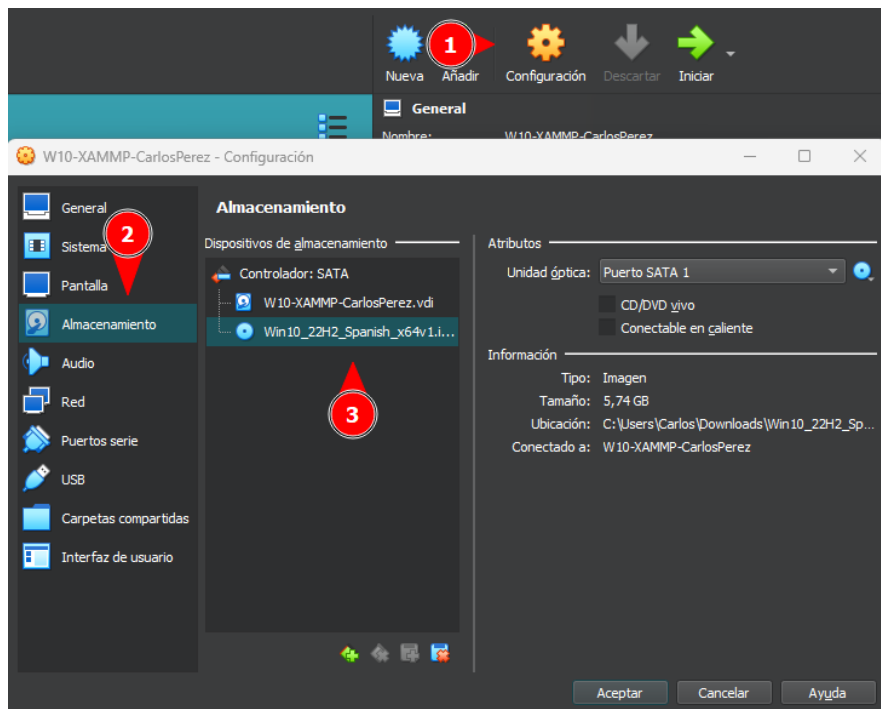 1
Nueva Añadir Configuración Descartar Iniciar
General
Nombre: W10-XAMMP-CarlosPerez
W10-XAMMP-CarlosPerez - Configuración
General
Sistema
Pantalla
Almacenamiento
Audio
Red
Puertos serie
USB
Carpetas compartidas
Interfaz de usuario
2
Almacenamiento
Dispositivos de almacenamiento
Controlador: SATA
W10-XAMMP-CarlosPerez.vdi
Win10_22H2_Spanish_x64v1.i...
3
Atributos
Unidad óptica: Puerto SATA 1
CD/DVD vivo
Conectable en caliente
Información
Tipo: Imagen
Tamaño: 5,74 GB
Ubicación: C:\Users\Carlos\Downloads\Win10_22H2_Sp...
Conectado a: W10-XAMMP-CarlosPerez
Aceptar Cancelar Ayuda